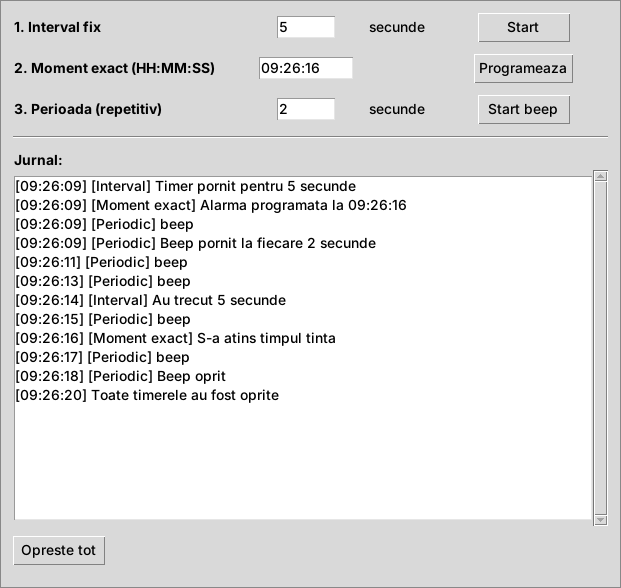 1. Interval fix 5 secunde Start
2. Moment exact (HH:MM:SS) 09:26:16 Programeaza
3. Perioada (repetitiv) 2 secunde Start beep
Jurnal:
[09:26:09] [Interval] Timer pornit pentru 5 secunde
[09:26:09] [Moment exact] Alarma programata la 09:26:16
[09:26:09] [Periodic] beep
[09:26:09] [Periodic] Beep pornit la fiecare 2 secunde
[09:26:11] [Periodic] beep
[09:26:13] [Periodic] beep
[09:26:14] [Interval] Au trecut 5 secunde
[09:26:15] [Periodic] beep
[09:26:16] [Moment exact] S-a atins timpul tinta
[09:26:17] [Periodic] beep
[09:26:18] [Periodic] Beep oprit
[09:26:20] Toate timerele au fost oprite
Opreste tot